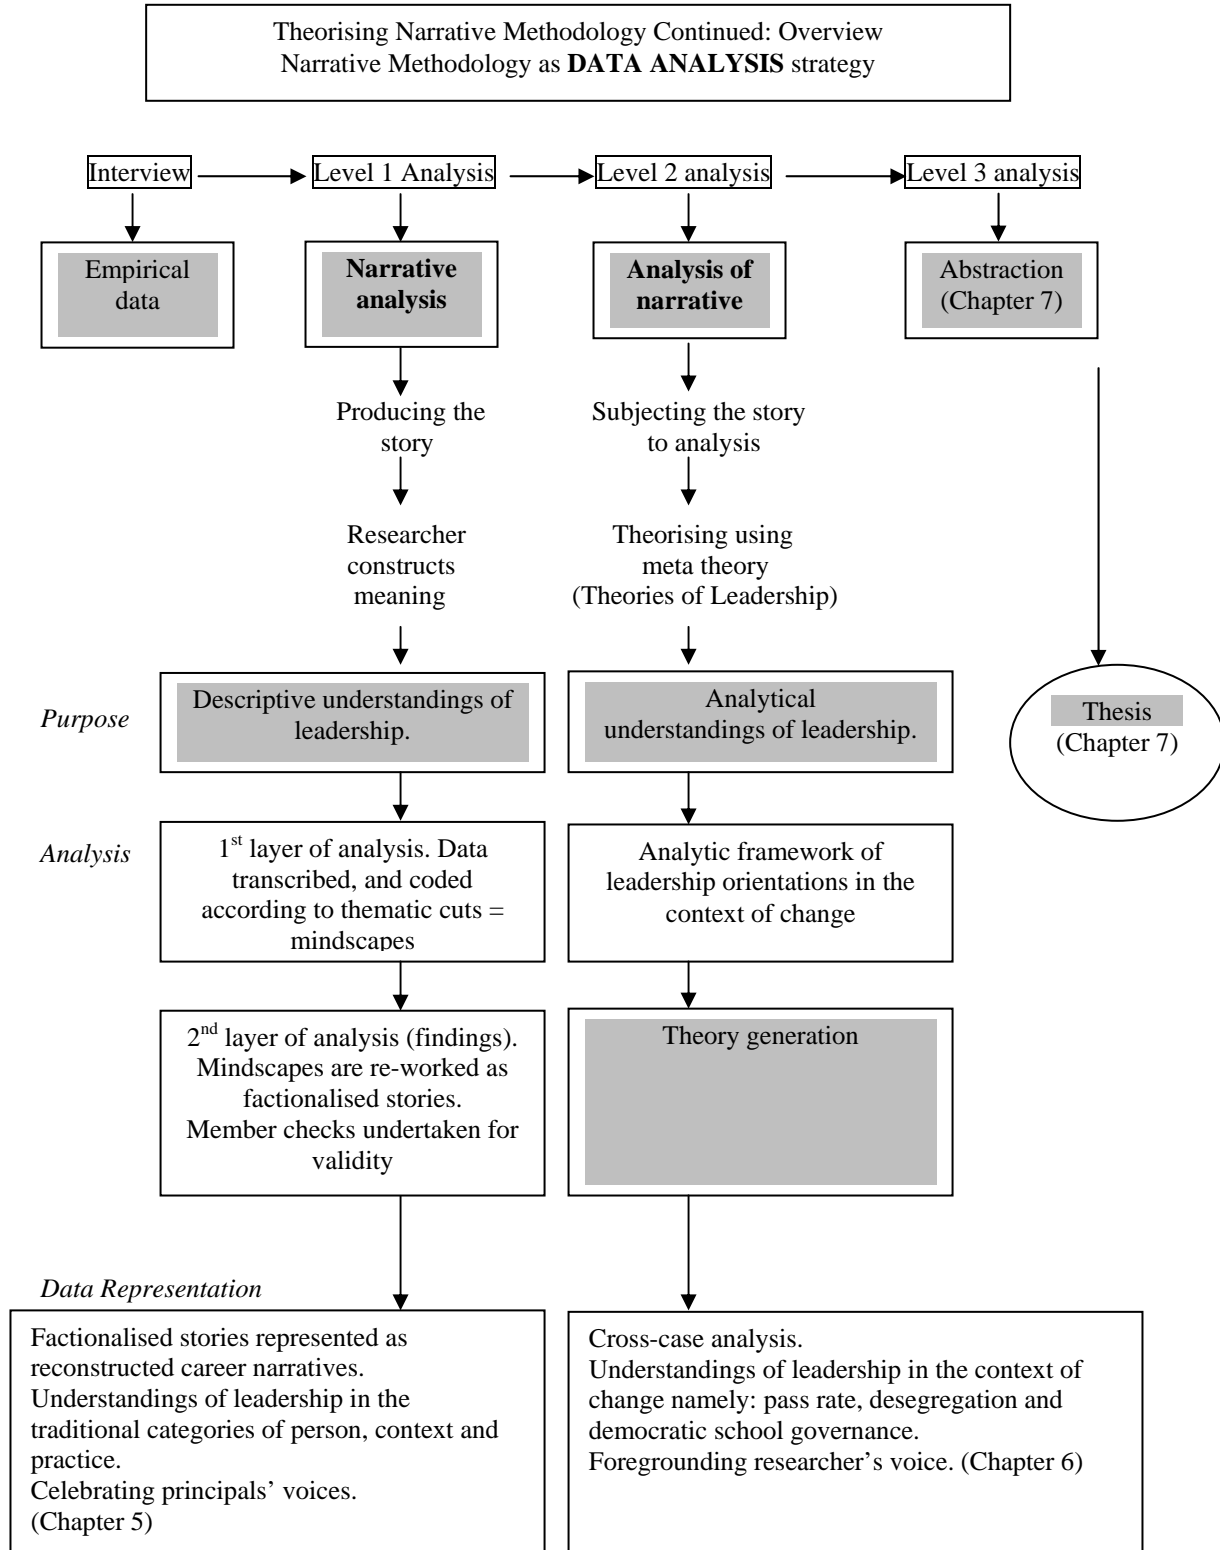 Theorising Narrative Methodology Continued: Overview
Narrative Methodology as DATA ANALYSIS strategy
Interview
Level 1 Analysis
Level 2 analysis
Level 3 analysis
Empirical
data
Narrative
analysis
Analysis of
narrative
Abstraction
(Chapter 7)
Producing the
story
Subjecting the story
to analysis
Researcher
constructs
meaning
Theorising using
meta theory
(Theories of Leadership)
Purpose
Descriptive understandings of
leadership.
Analytical
understandings of leadership.
Thesis
(Chapter 7)
Analysis
1st layer of analysis. Data
transcribed, and coded
according to thematic cuts =
mindscapes
Analytic framework of
leadership orientations in the
context of change
2nd layer of analysis (findings).
Mindscapes are re-worked as
factionalised stories.
Member checks undertaken for
validity
Theory generation
Data Representation
Factionalised stories represented as
reconstructed career narratives.
Understandings of leadership in the
traditional categories of person, context and
practice.
Celebrating principals’ voices.
(Chapter 5)
Cross-case analysis.
Understandings of leadership in the context of
change namely: pass rate, desegregation and
democratic school governance.
Foregrounding researcher’s voice. (Chapter 6)